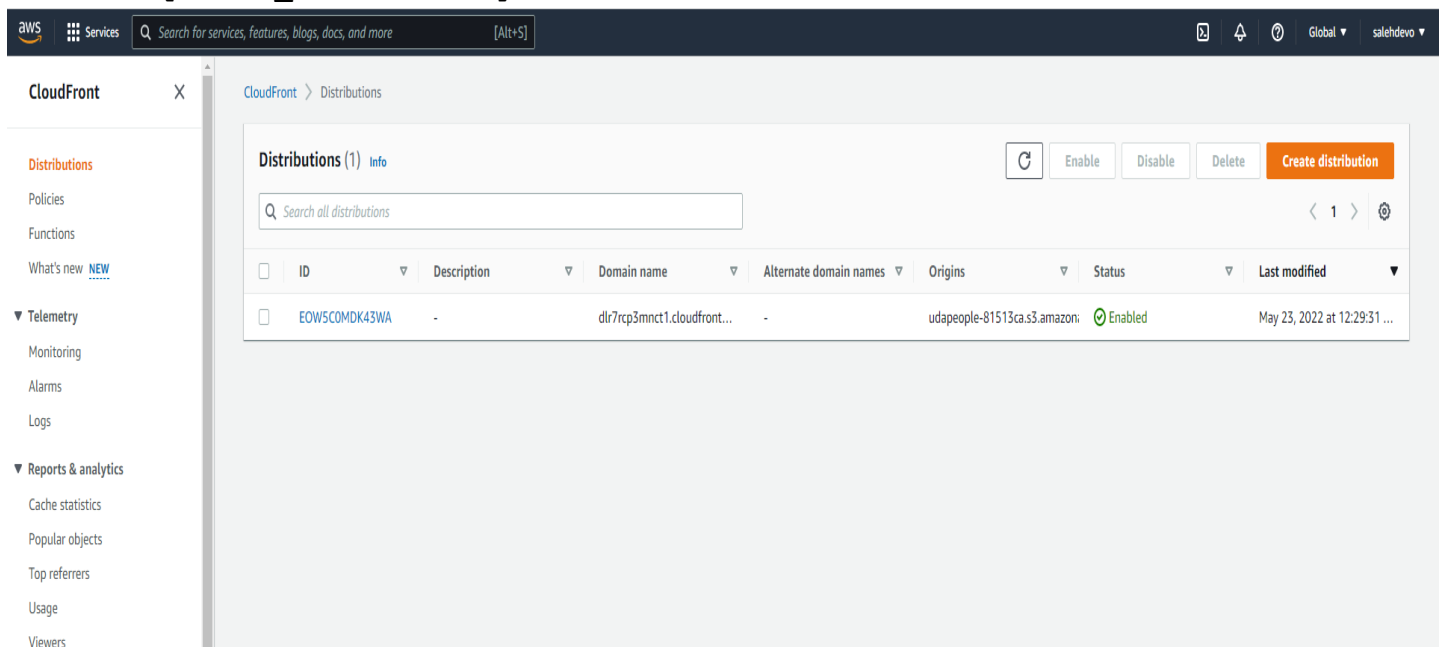 aws Services Search for services, features, blogs, docs, and more [Alt+S] Global ▼ salehdevo ▼
CloudFront X
CloudFront > Distributions
Distributions (1) Info
Enable Disable Delete Create distribution
Search all distributions
< 1 >
ID Description Domain name Alternate domain names Origins Status Last modified
EOW5C0MDK43WA - dlr7rcp3mnct1.cloudfront... - udapeople-81513ca.s3.amazon Enabled May 23, 2022 at 12:29:31 ...
Distributions
Policies
Functions
What's new NEW
▼ Telemetry
Monitoring
Alarms
Logs
▼ Reports & analytics
Cache statistics
Popular objects
Top referrers
Usage
Viewers